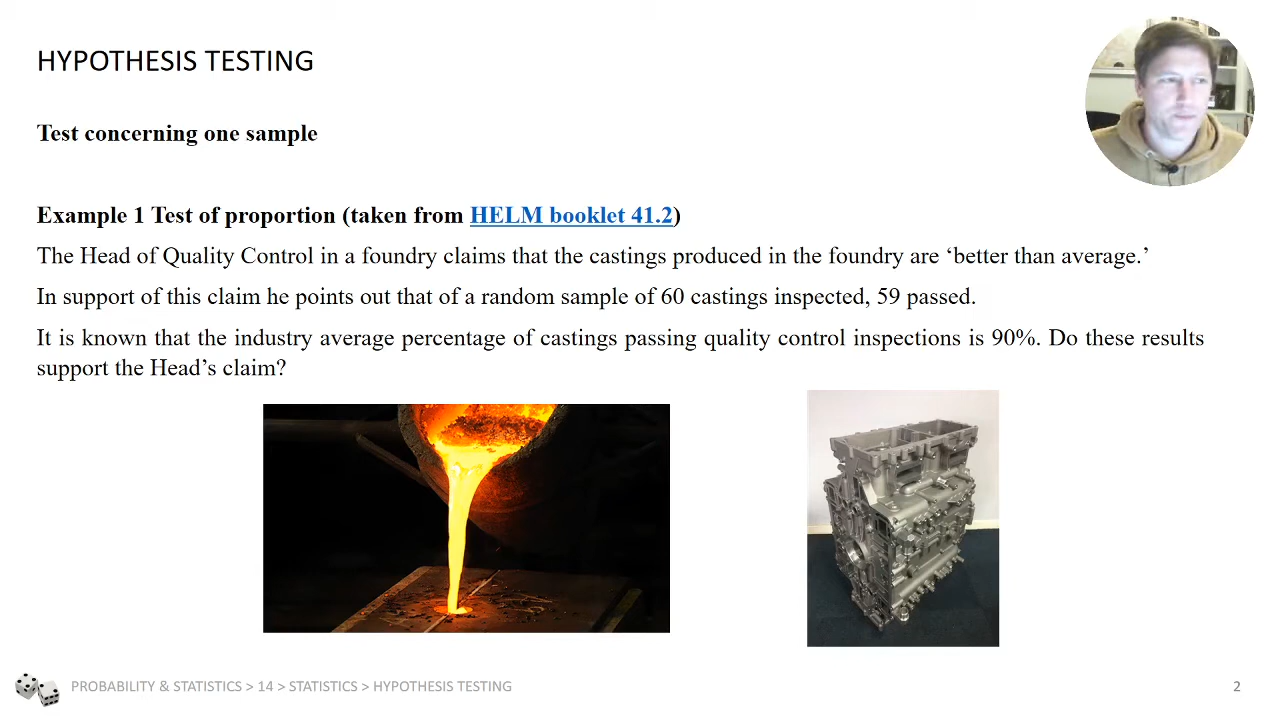 HYPOTHESIS TESTING
Test concerning one sample
Example 1 Test of proportion (taken from HELM booklet 41.2)
The Head of Quality Control in a foundry claims that the castings produced in the foundry are ‘better than average.’
In support of this claim he points out that of a random sample of 60 castings inspected, 59 passed.
It is known that the industry average percentage of castings passing quality control inspections is 90%. Do these results
support the Head’s claim?
PROBABILITY & STATISTICS > 14 > STATISTICS > HYPOTHESIS TESTING
2